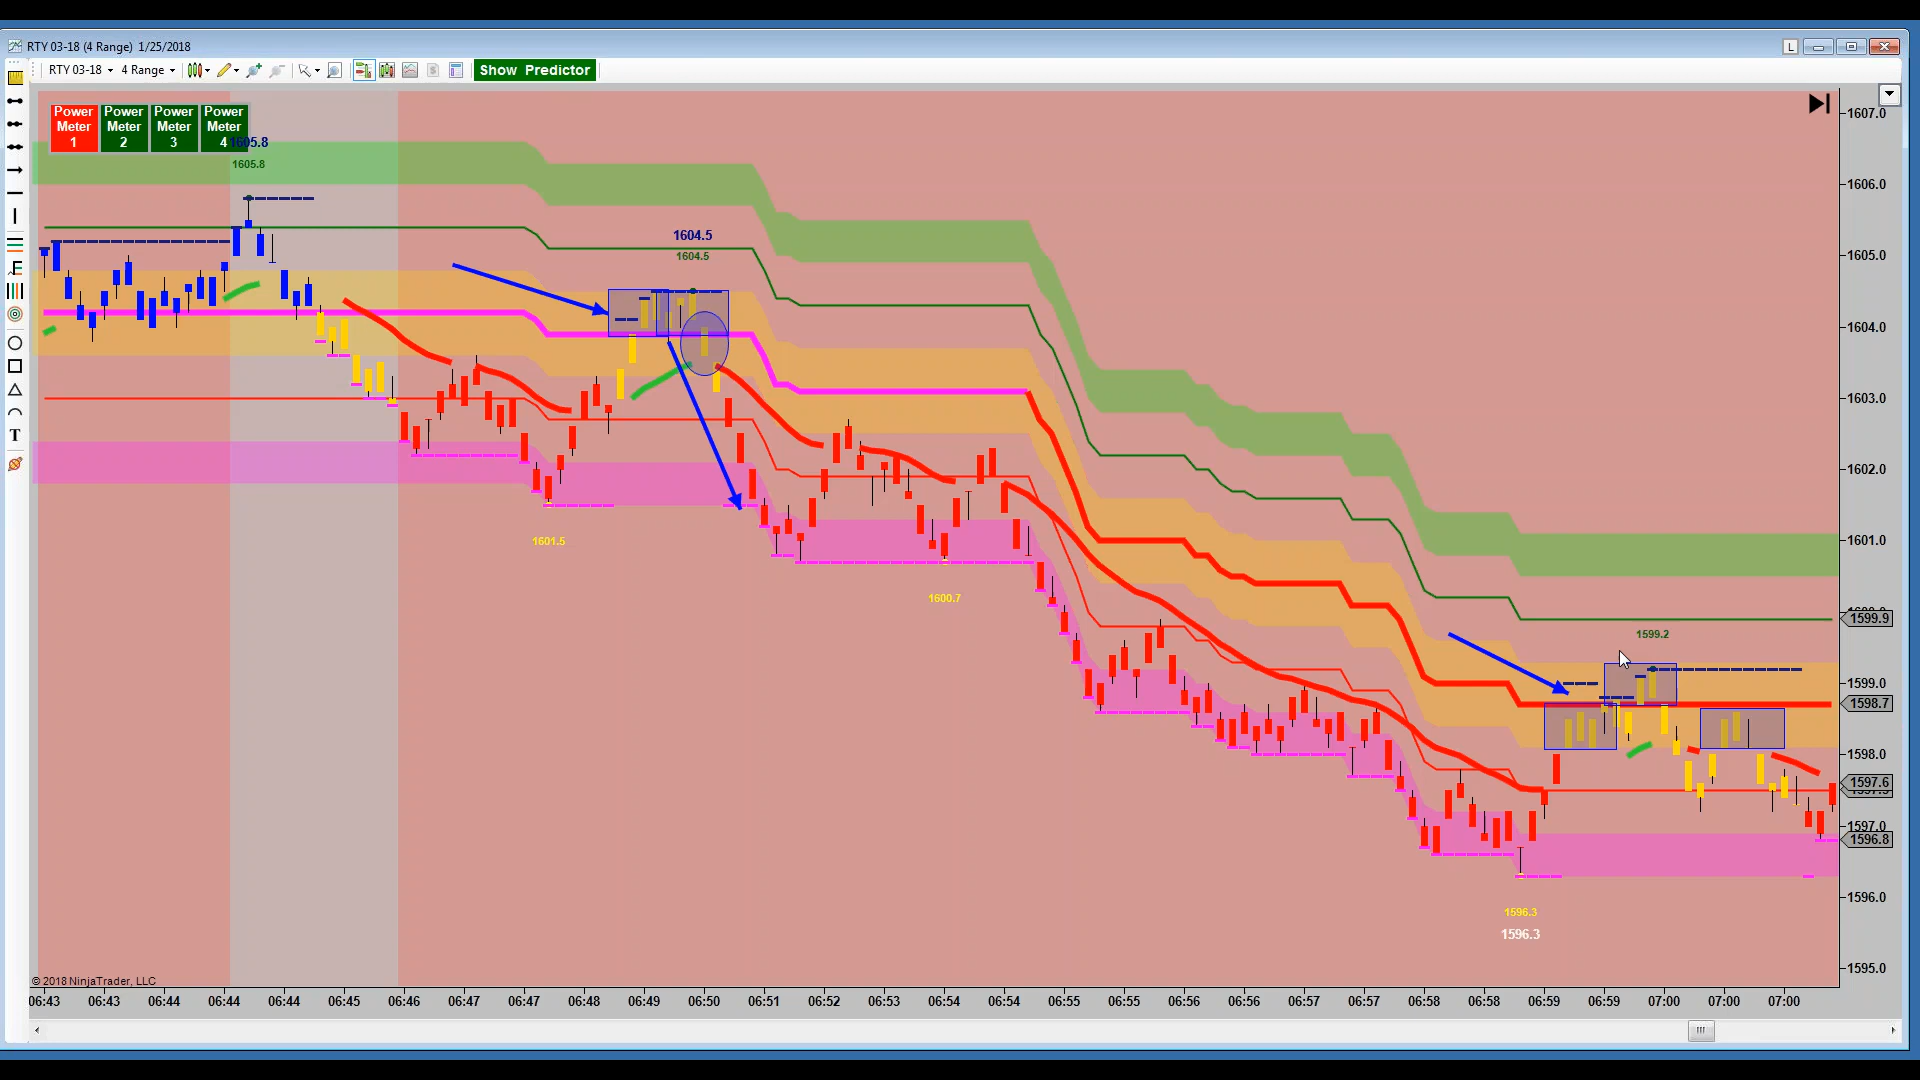 RTY 03-18 (4 Range)  1/25/2018
L
RTY 03-18 4 Range Show Predictor
Power Meter 1
Power Meter 2
Power Meter 3
Power Meter 4
1605.8
1605.8
1604.5
1604.5
1601.5
1600.7
1599.2
1596.3
1596.3
1607.0
1606.0
1605.0
1604.0
1603.0
1602.0
1601.0
1599.9
1599.0
1598.7
1598.0
1597.6
1597.0
1596.8
1596.0
1595.0
F
T
© 2018 NinjaTrader, LLC
06:43 06:43 06:44 06:44 06:44 06:45 06:46 06:47 06:47 06:48 06:49 06:50 06:51 06:52 06:53 06:54 06:54 06:55 06:55 06:56 06:56 06:57 06:57 06:58 06:58 06:59 06:59 07:00 07:00 07:00